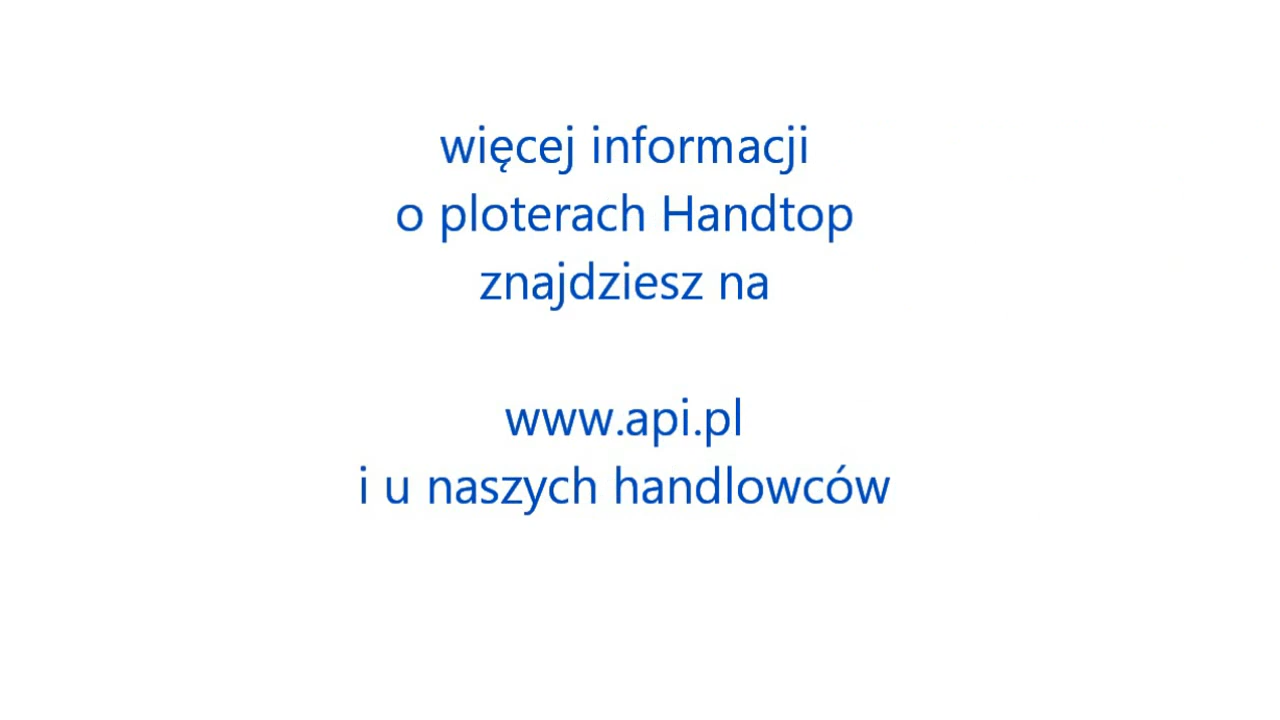 więcej informacji
o ploterach Handtop
znajdziesz na
www.api.pl
i u naszych handlowców